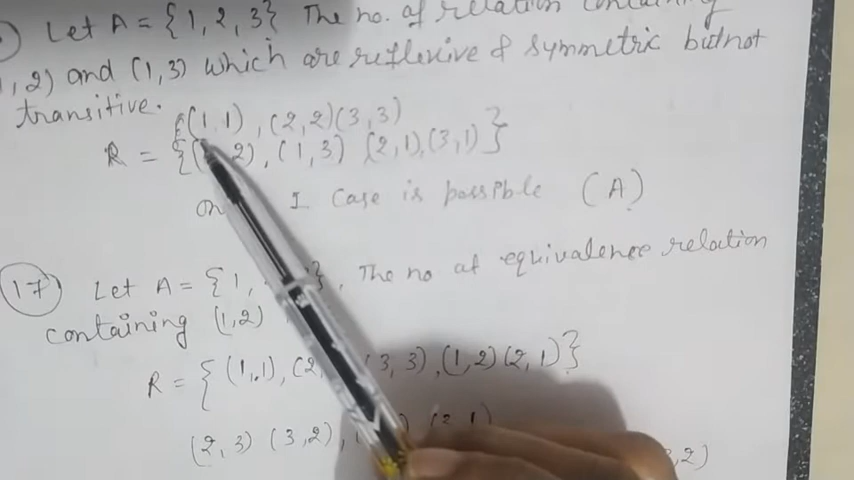 Let A = {1, 2, 3} The no. of relation containing
1, 2) and (1, 3) which are reflexive & symmetric but not
transitive.
{(1, 1), (2, 2) (3, 3)
R = {( 2), (1, 3) (2, 1), (3, 1)}
I case is possible (A)
17 Let A = {1, }, The no of equivalence relation
containing (1, 2)
R = {(1, 1), (2, 3, 3), (1, 2) (2, 1)}
(2, 3) (3, 2), 2)